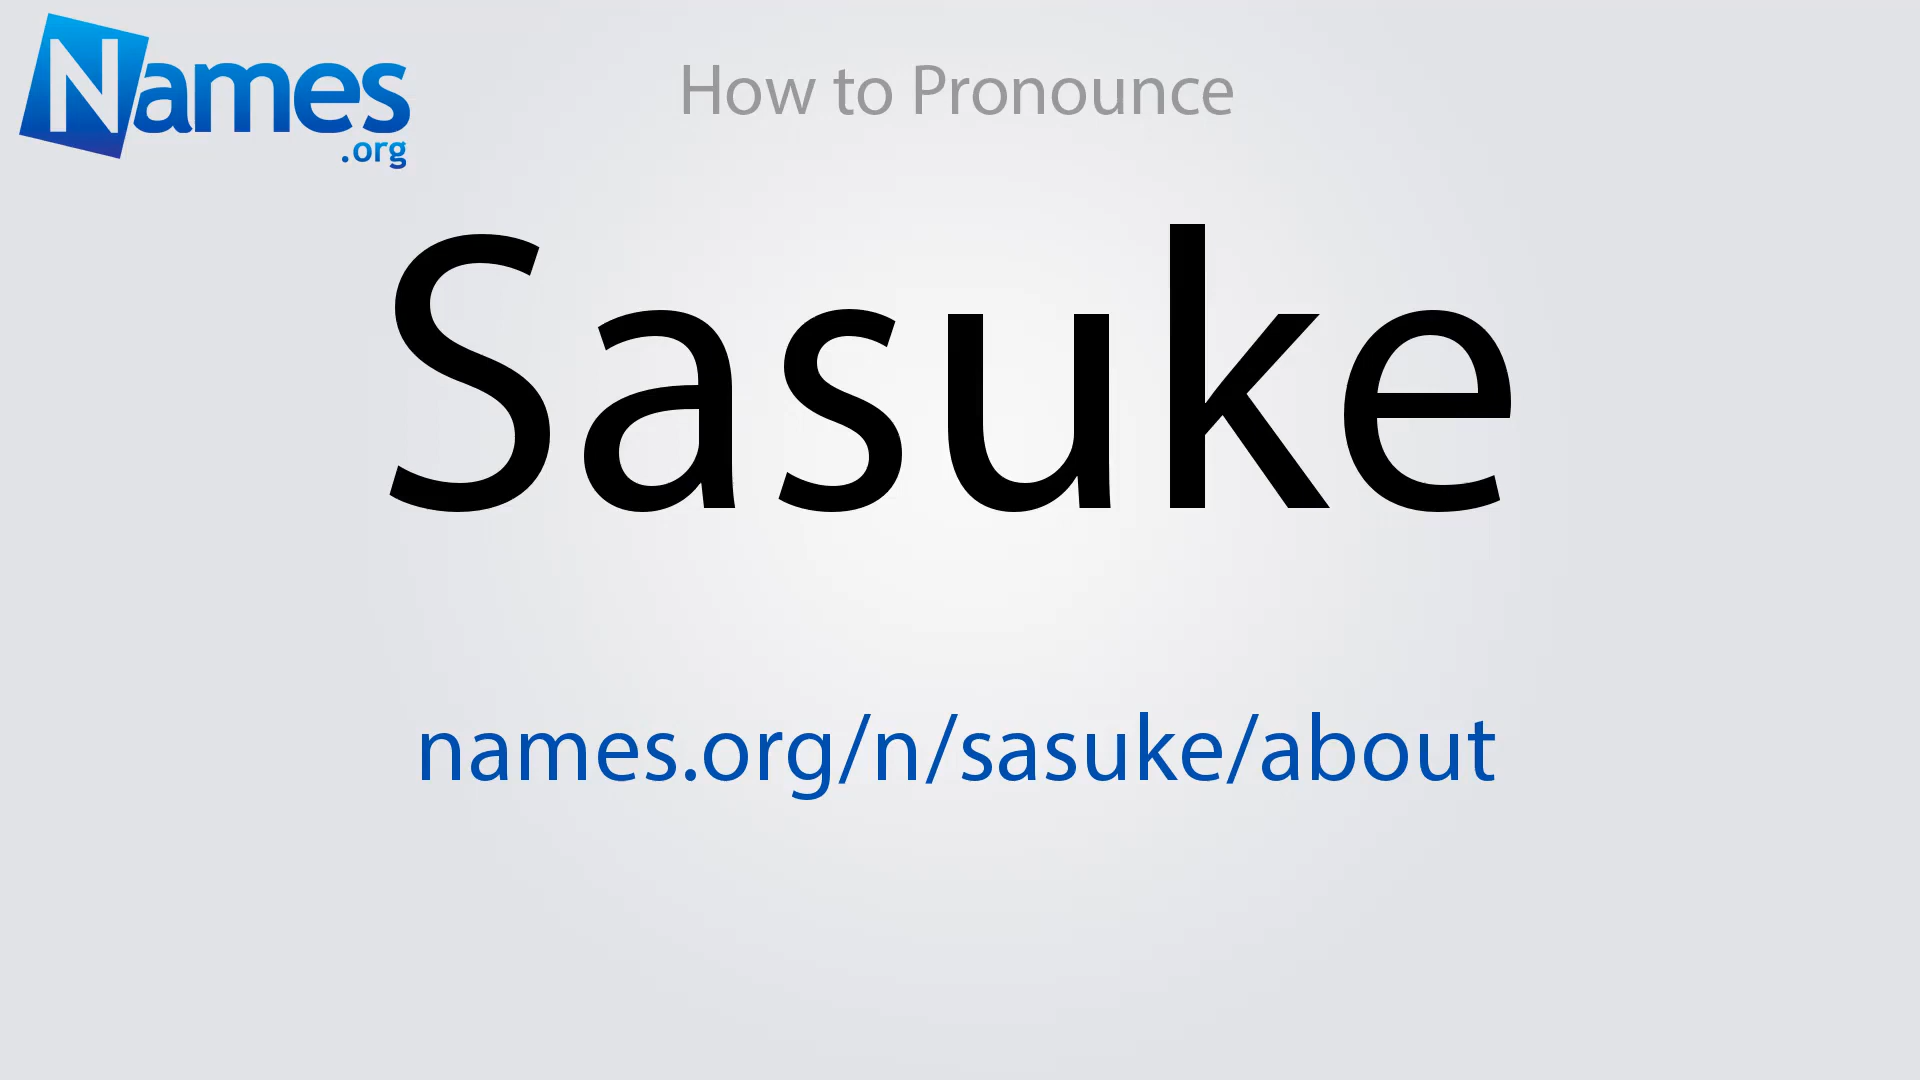 Names
.org
How to Pronounce
Sasuke
names.org/n/sasuke/about